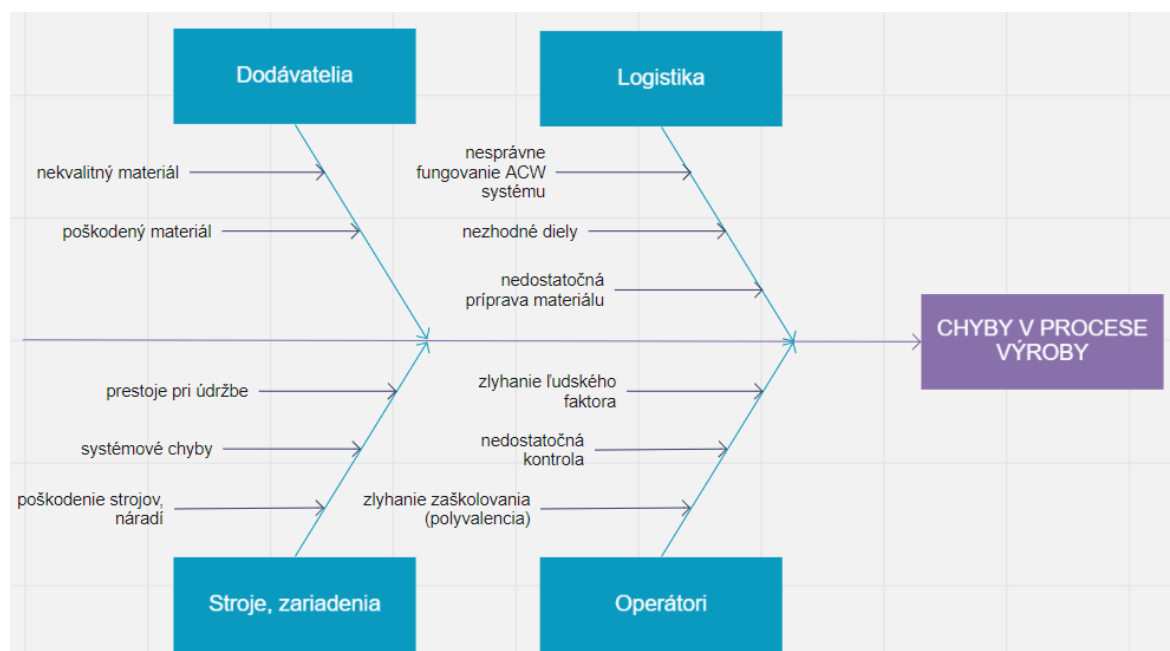 Dodávatelia
nekvalitný materiál
poškodený materiál
Logistika
nesprávne
fungovanie ACW
systému
nezhodné diely
nedostatočná
príprava materiálu
CHYBY V PROCESE
VÝROBY
prestoje pri údržbe
systémové chyby
poškodenie strojov,
náradí
Stroje, zariadenia
zlyhanie ľudského
faktora
nedostatočná
kontrola
zlyhanie zaškolovania
(polyvalencia)
Operátori